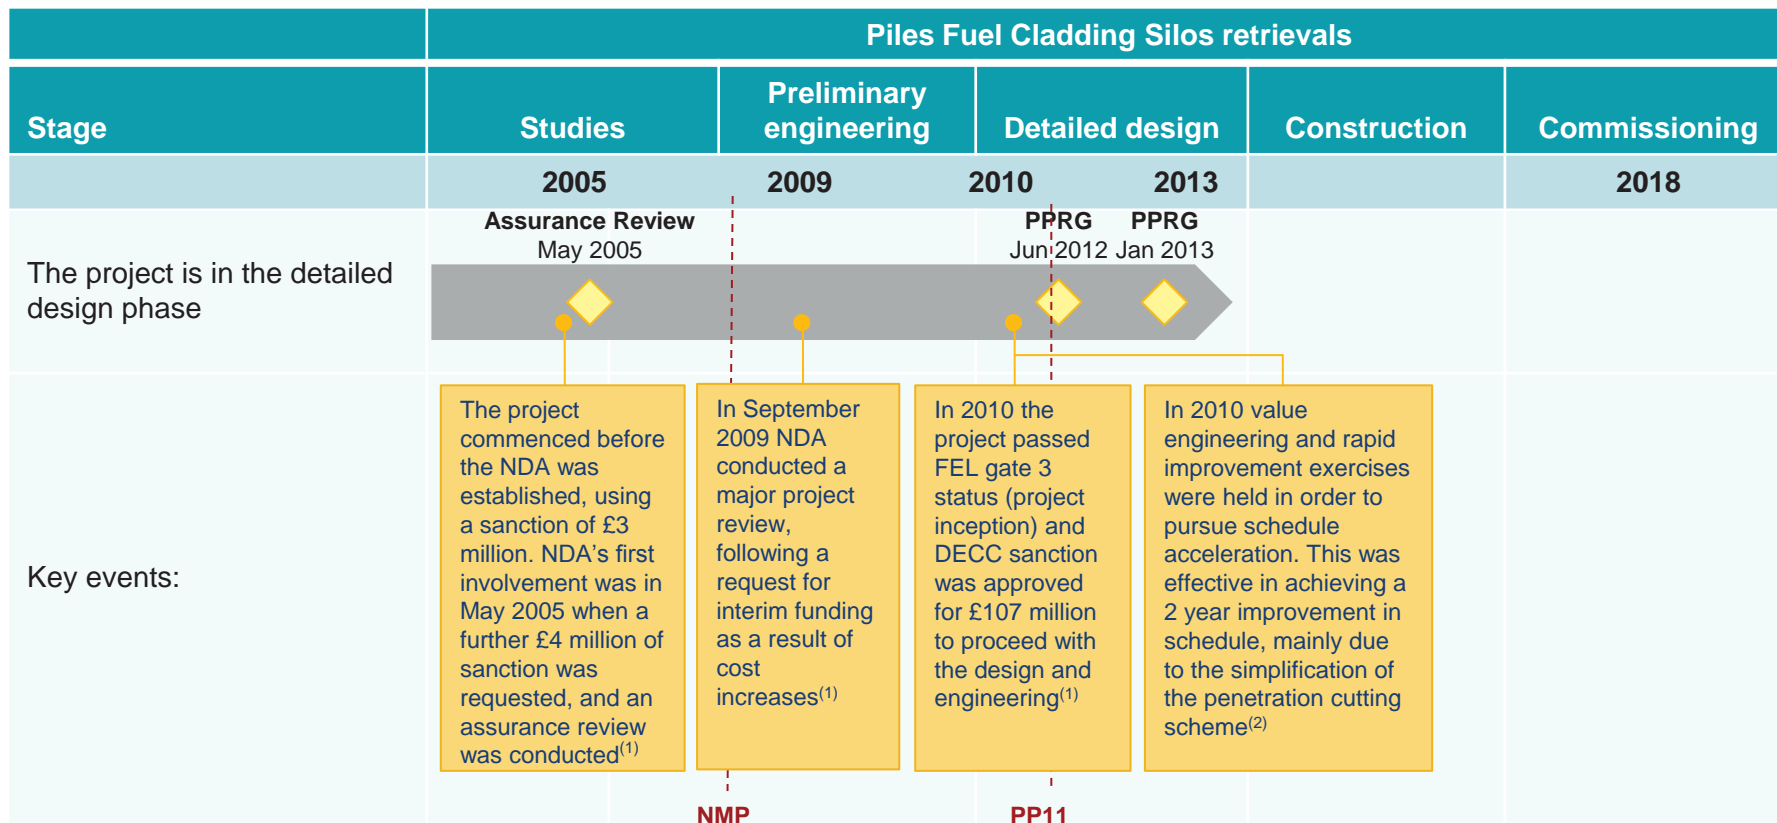 Piles Fuel Cladding Silos retrievals
Stage
Studies
Preliminary
engineering
Detailed design
Construction
Commissioning
2005
2009
2010
2013
2018
The project is in the detailed
design phase
Assurance Review
May 2005
PPRG
Jun 2012
PPRG
Jan 2013
Key events:
The project
commenced before
the NDA was
established, using
a sanction of £3
million. NDA’s first
involvement was in
May 2005 when a
further £4 million of
sanction was
requested, and an
assurance review
was conducted(1)
In September
2009 NDA
conducted a
major project
review,
following a
request for
interim funding
as a result of
cost
increases(1)
In 2010 the
project passed
FEL gate 3
status (project
inception) and
DECC sanction
was approved
for £107 million
to proceed with
the design and
engineering(1)
In 2010 value
engineering and rapid
improvement exercises
were held in order to
pursue schedule
acceleration. This was
effective in achieving a
2 year improvement in
schedule, mainly due
to the simplification of
the penetration cutting
scheme(2)
NMP
PP11